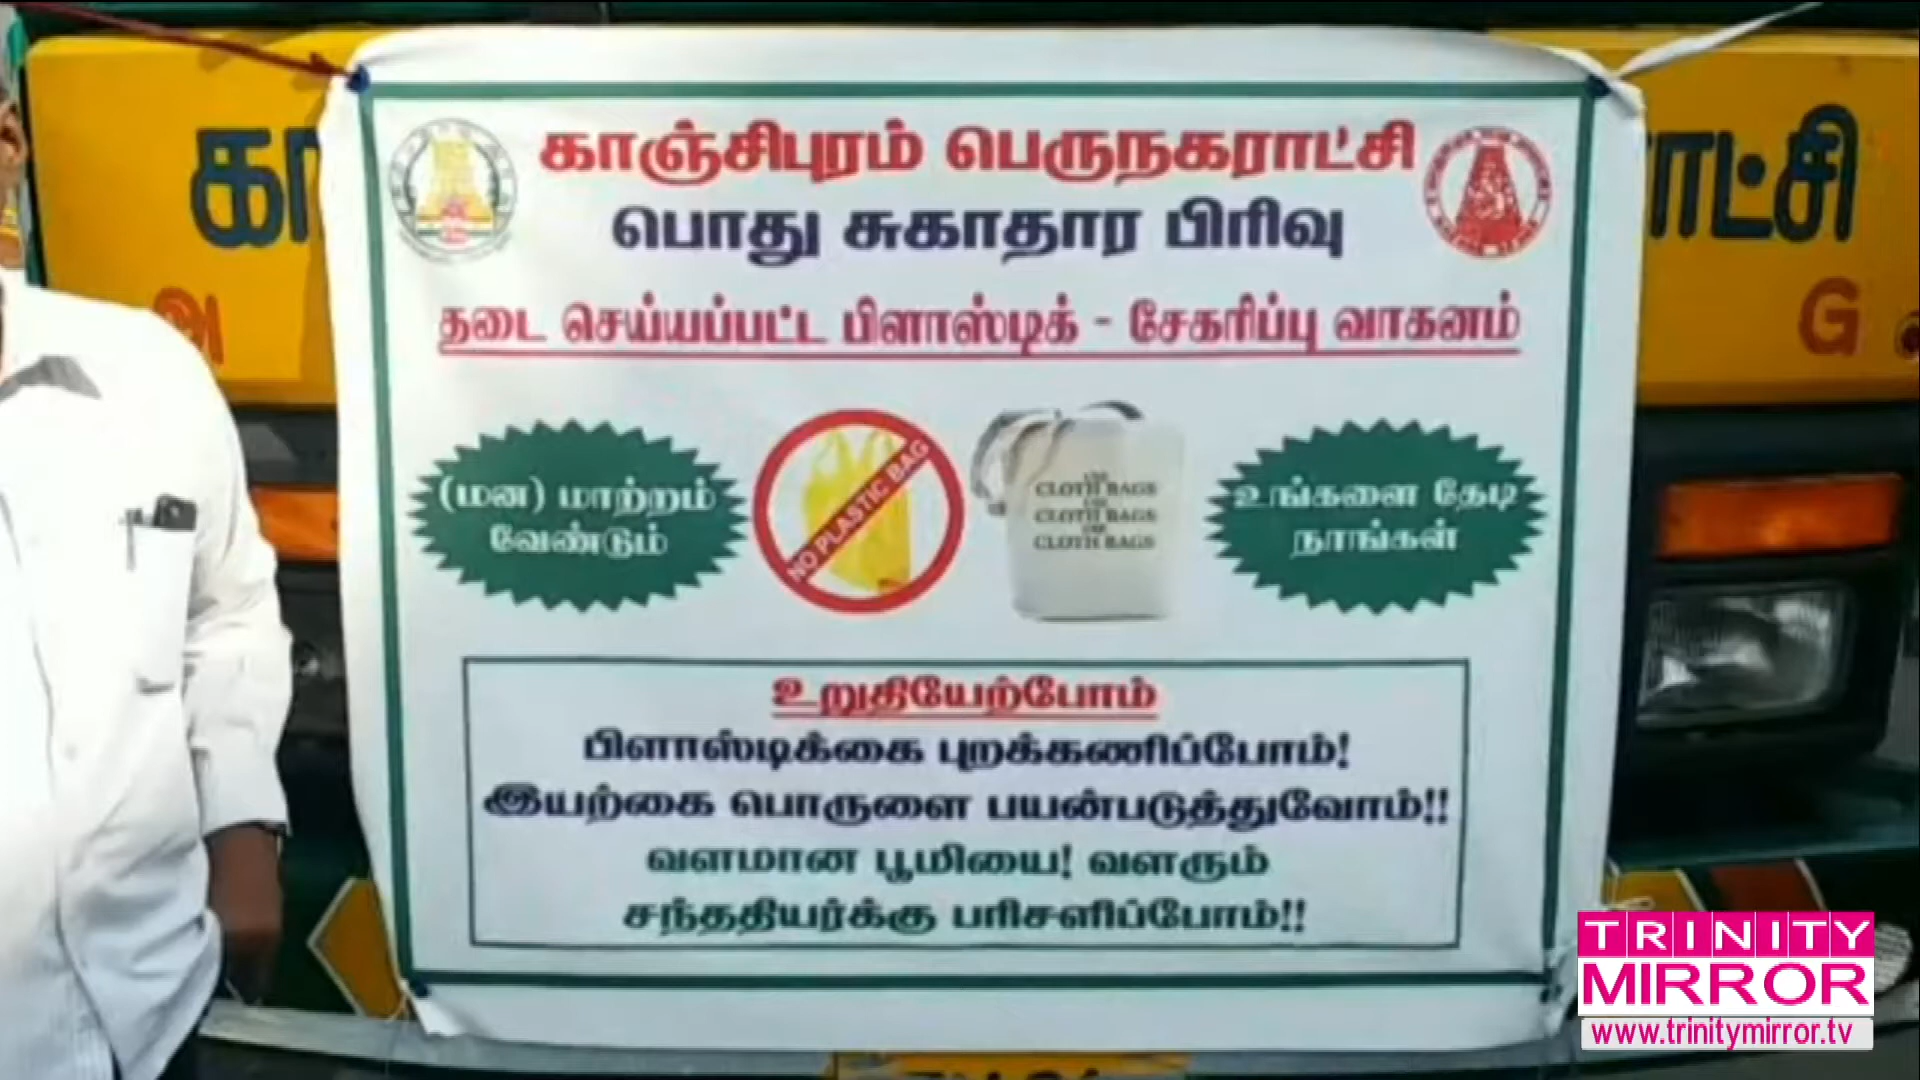 காஞ்சிபுரம் பெருநகராட்சி
பொது சுகாதார பிரிவு
தடை செய்யப்பட்ட பிளாஸ்டிக் - சேகரிப்பு வாகனம்
(மன) மாற்றம்
வேண்டும்
NO PLASTIC BAG
CLOTH BAGS
CLOTH BAGS
CLOTH BAGS
உங்களை தேடி
நாங்கள்
உறுதியேற்போம்
பிளாஸ்டிக்கை புறக்கணிப்போம்!
இயற்கை பொருளை பயன்படுத்துவோம்!!
வளமான பூமியை! வளரும்
சந்ததியர்க்கு பரிசளிப்போம்!!
கா
ராட்சி
அ
G
TRINITY
MIRROR
www.trinitymirror.tv